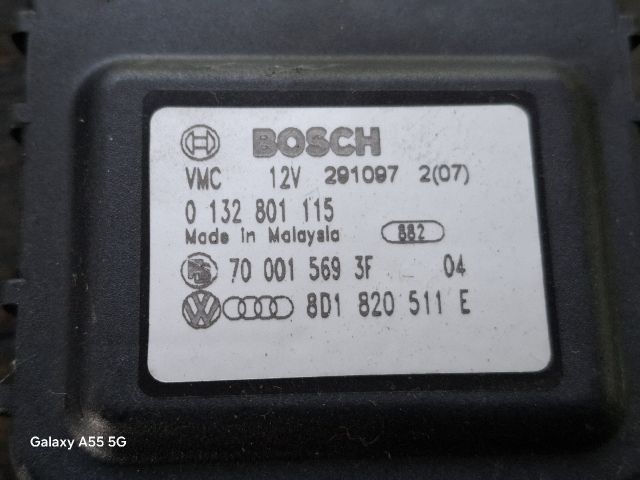 BOSCH
VMC 12V 291097 2(07)
0 132 801 115
Made in Malaysia 882
70 001 569 3F 04
8D1 820 511 E
Galaxy A55 5G